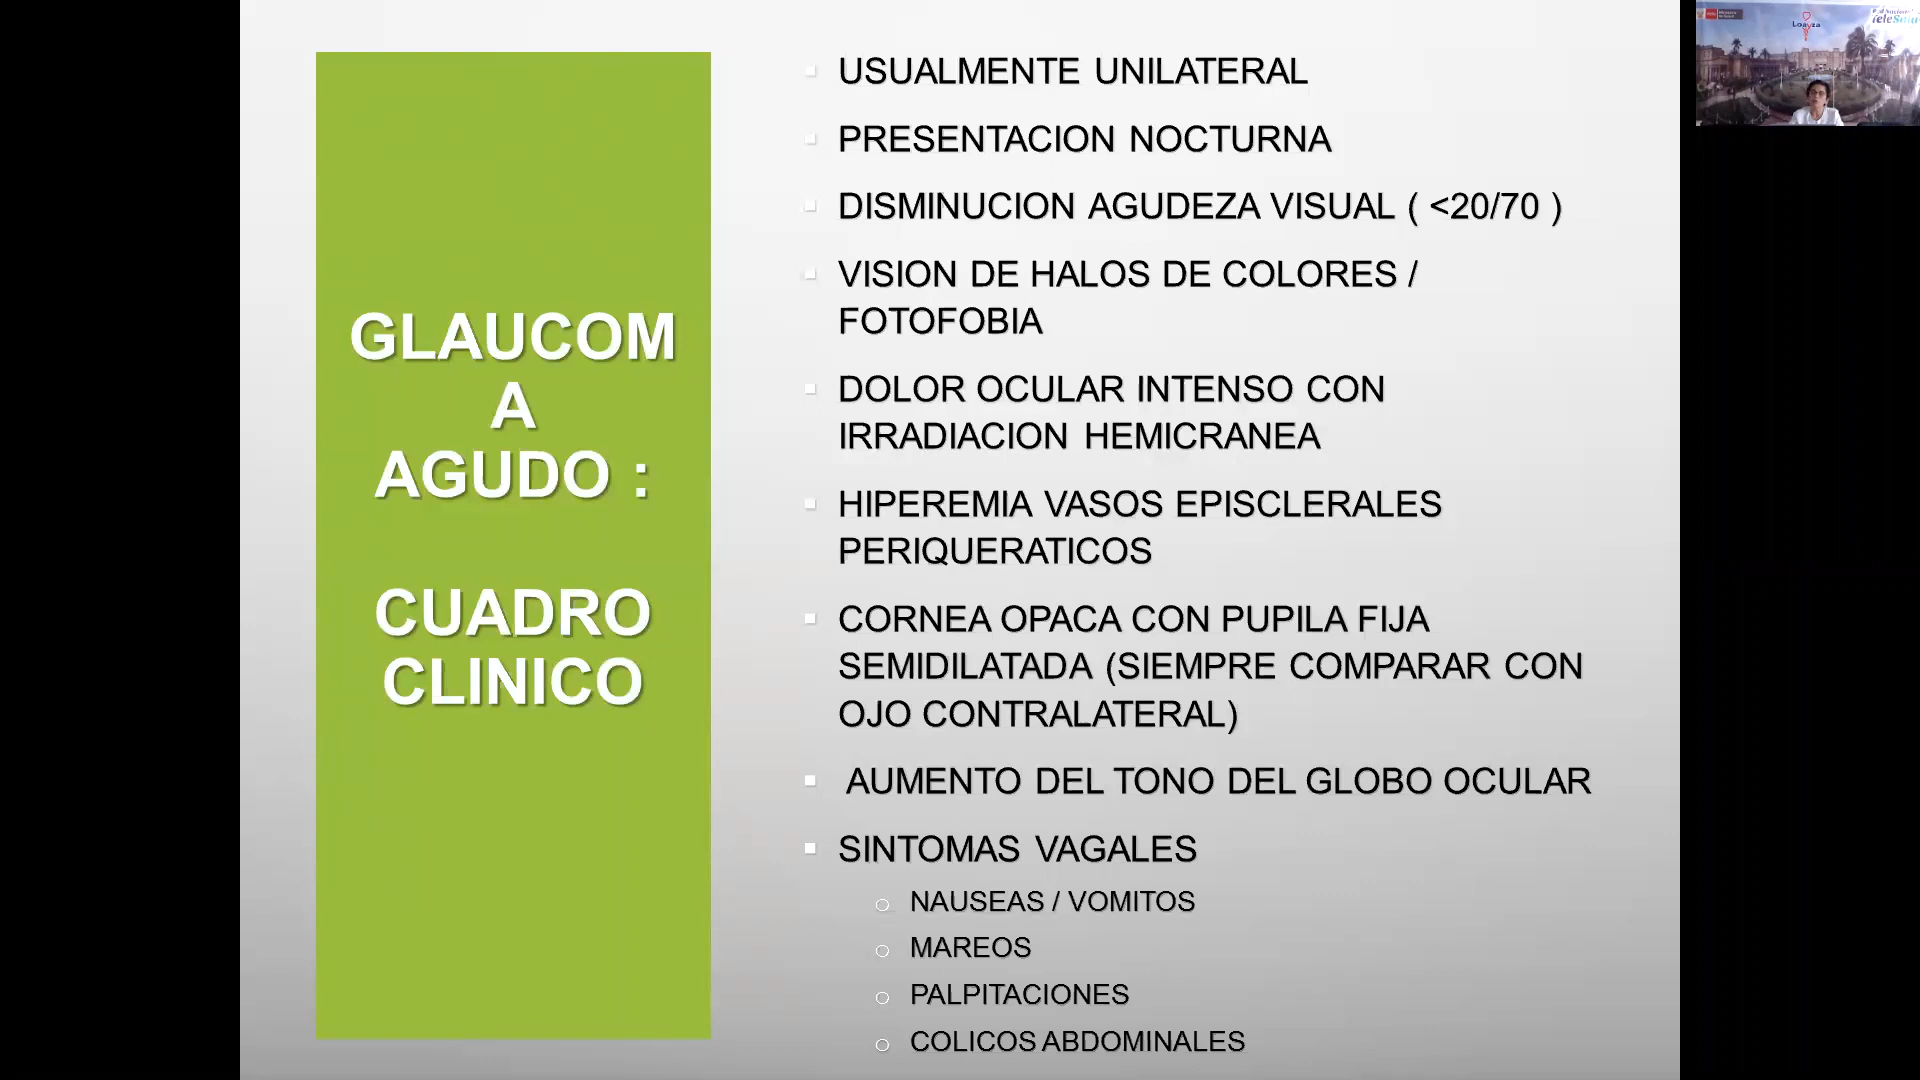 GLAUCOM
A
AGUDO :
CUADRO
CLINICO
USUALMENTE UNILATERAL
PRESENTACION NOCTURNA
DISMINUCION AGUDEZA VISUAL ( <20/70 )
VISION DE HALOS DE COLORES /
FOTOFOBIA
DOLOR OCULAR INTENSO CON
IRRADIACION HEMICRANEA
HIPEREMIA VASOS EPISCLERALES
PERIQUERATICOS
CORNEA OPACA CON PUPILA FIJA
SEMIDILATADA (SIEMPRE COMPARAR CON
OJO CONTRALATERAL)
AUMENTO DEL TONO DEL GLOBO OCULAR
SINTOMAS VAGALES
NAUSEAS / VOMITOS
MAREOS
PALPITACIONES
COLICOS ABDOMINALES
Loayza